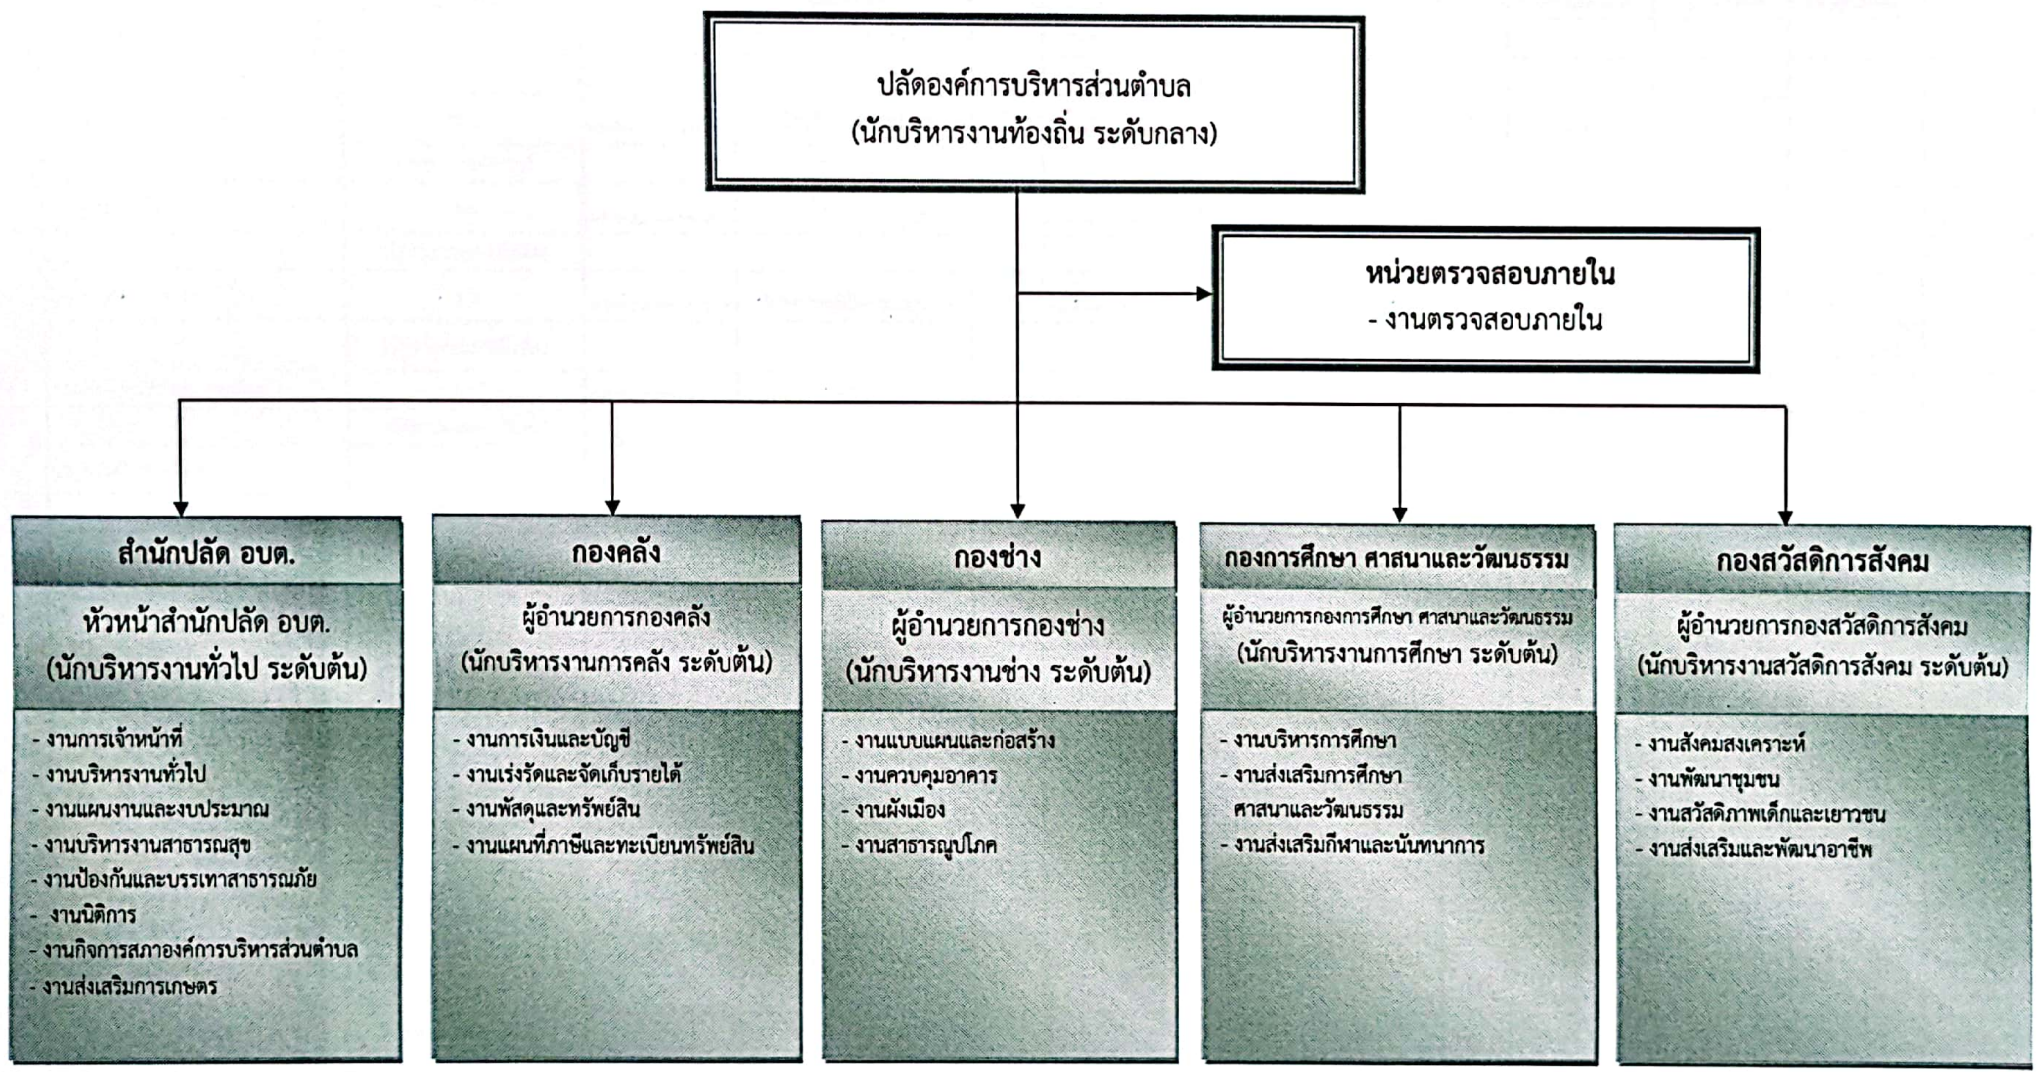 ปลัดองค์การบริหารส่วนตำบล
(นักบริหารงานท้องถิ่น ระดับกลาง)
หน่วยตรวจสอบภายใน
- งานตรวจสอบภายใน
สำนักปลัด อบต.
หัวหน้าสำนักปลัด อบต.
(นักบริหารงานทั่วไป ระดับต้น)
- งานการเจ้าหน้าที่
- งานบริหารงานทั่วไป
- งานแผนงานและงบประมาณ
- งานบริหารงานสาธารณสุข
- งานป้องกันและบรรเทาสาธารณภัย
- งานนิติการ
- งานกิจการสภาองค์การบริหารส่วนตำบล
- งานส่งเสริมการเกษตร
กองคลัง
ผู้อำนวยการกองคลัง
(นักบริหารงานการคลัง ระดับต้น)
- งานการเงินและบัญชี
- งานเร่งรัดและจัดเก็บรายได้
- งานพัสดุและทรัพย์สิน
- งานแผนที่ภาษีและทะเบียนทรัพย์สิน
กองช่าง
ผู้อำนวยการกองช่าง
(นักบริหารงานช่าง ระดับต้น)
- งานแบบแผนและก่อสร้าง
- งานควบคุมอาคาร
- งานผังเมือง
- งานสาธารณูปโภค
กองการศึกษา ศาสนาและวัฒนธรรม
ผู้อำนวยการกองการศึกษา ศาสนาและวัฒนธรรม
(นักบริหารงานการศึกษา ระดับต้น)
- งานบริหารการศึกษา
- งานส่งเสริมการศึกษา
ศาสนาและวัฒนธรรม
- งานส่งเสริมกีฬาและนันทนาการ
กองสวัสดิการสังคม
ผู้อำนวยการกองสวัสดิการสังคม
(นักบริหารงานสวัสดิการสังคม ระดับต้น)
- งานสังคมสงเคราะห์
- งานพัฒนาชุมชน
- งานสวัสดิภาพเด็กและเยาวชน
- งานส่งเสริมและพัฒนาอาชีพ